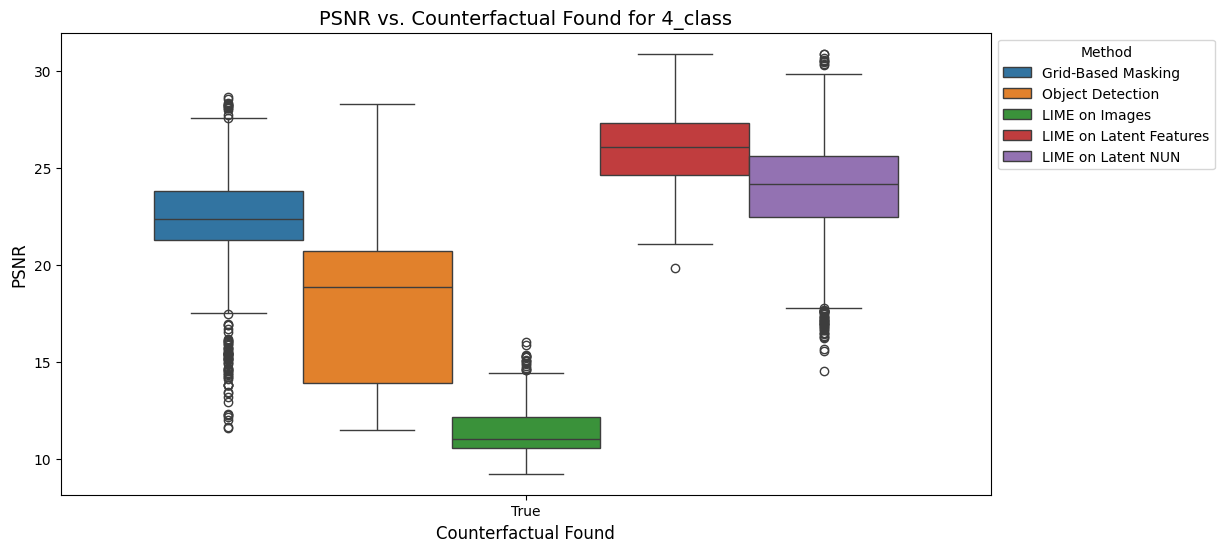 PSNR vs. Counterfactual Found for 4_class
Method
Grid-Based Masking
Object Detection
LIME on Images
LIME on Latent Features
LIME on Latent NUN
30
25
20
15
10
PSNR
True
Counterfactual Found